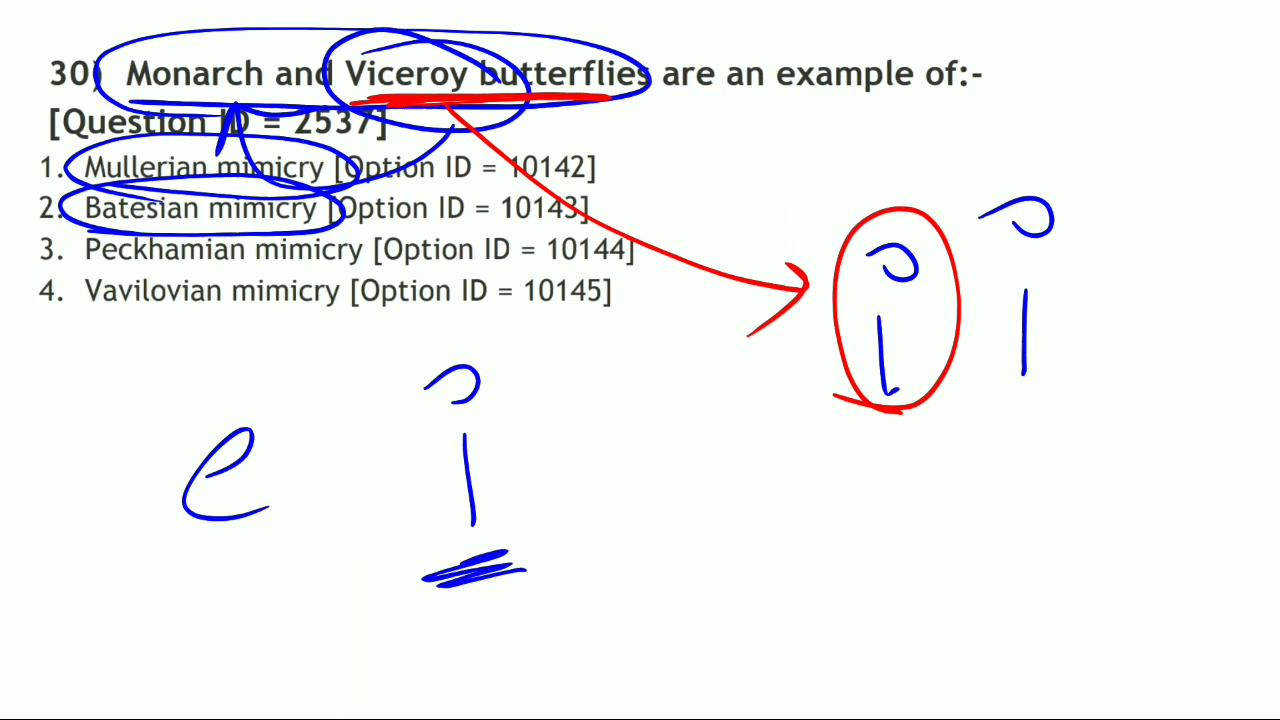 30) Monarch and Viceroy butterflies are an example of:-
[Question ID = 2537]
1. Mullerian mimicry [Option ID = 10142]
2. Batesian mimicry [Option ID = 10143]
3. Peckhamian mimicry [Option ID = 10144]
4. Vavilovian mimicry [Option ID = 10145]